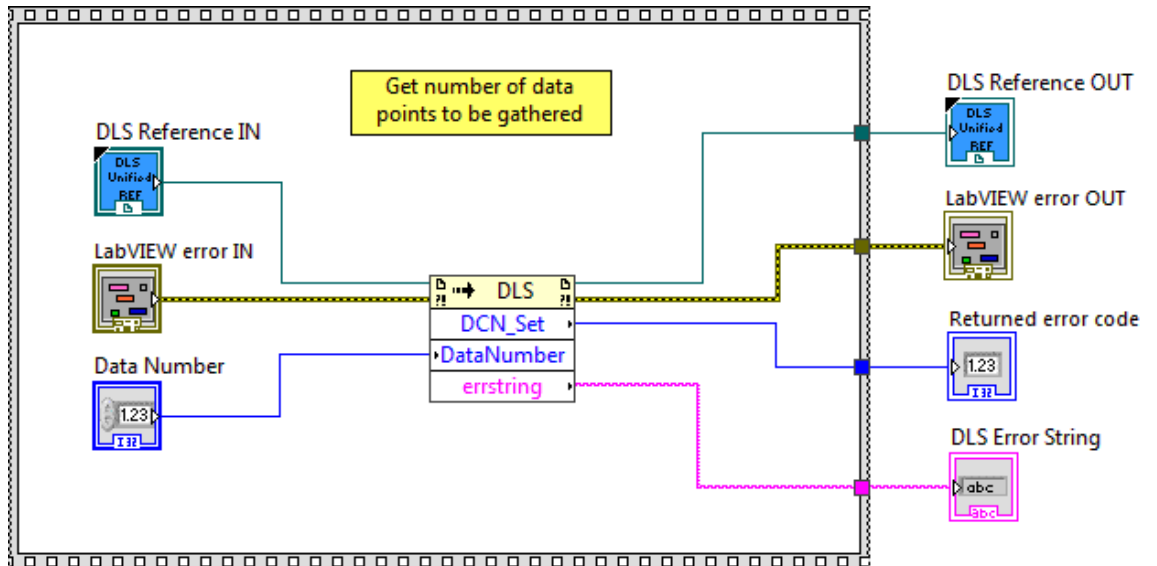 Get number of data
points to be gathered
DLS Reference IN
DLS
Unified
REF
LabVIEW error IN
Data Number
1.23
I32
?!
DLS
?!
DCN_Set
DataNumber
errstring
DLS Reference OUT
DLS
Unified
REF
LabVIEW error OUT
Returned error code
1.23
I32
DLS Error String
abc
abc